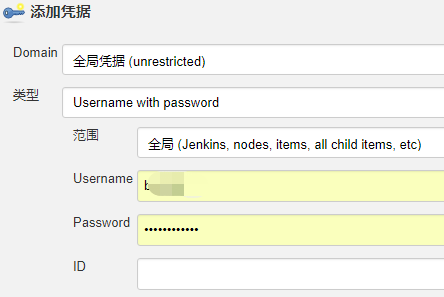 添加凭据
Domain
全局凭据 (unrestricted)
类型
Username with password
范围
全局 (Jenkins, nodes, items, all child items, etc)
Username
Password
••••••••••••
ID